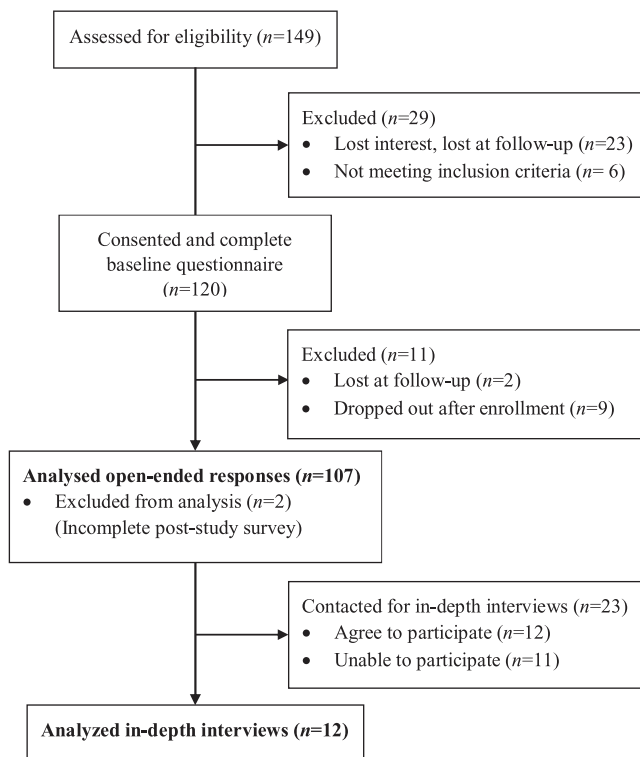 Assessed for eligibility (n=149)
Excluded (n=29)
• Lost interest, lost at follow-up (n=23)
• Not meeting inclusion criteria (n= 6)
Consented and complete
baseline questionnaire
(n=120)
Excluded (n=11)
• Lost at follow-up (n=2)
• Dropped out after enrollment (n=9)
Analysed open-ended responses (n=107)
• Excluded from analysis (n=2)
(Incomplete post-study survey)
Contacted for in-depth interviews (n=23)
• Agree to participate (n=12)
• Unable to participate (n=11)
Analyzed in-depth interviews (n=12)